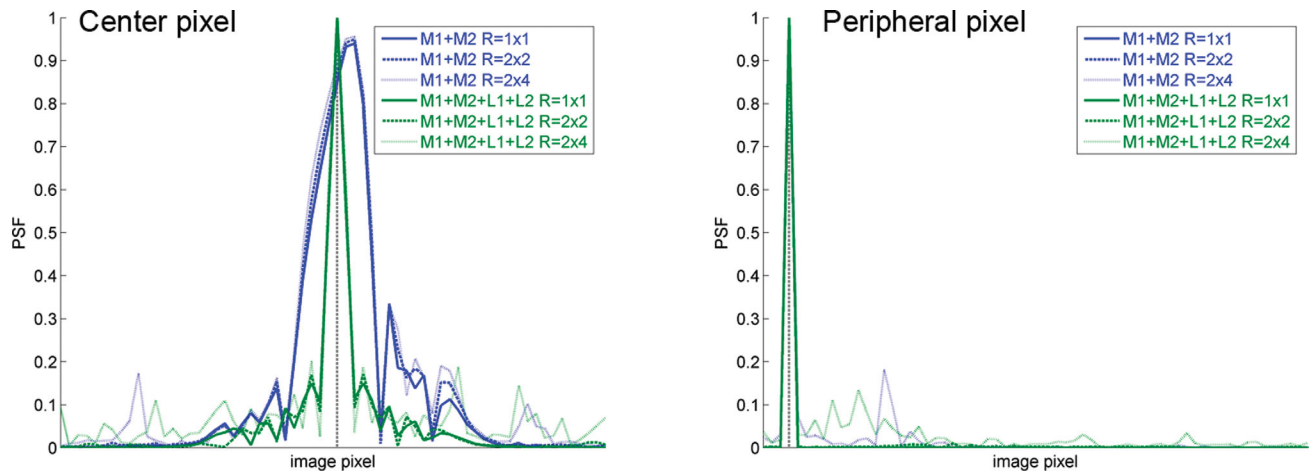 Center pixel
1
0.9
0.8
0.7
0.6
0.5
0.4
0.3
0.2
0.1
0
PSF
image pixel
M1+M2 R=1x1
M1+M2 R=2x2
M1+M2 R=2x4
M1+M2+L1+L2 R=1x1
M1+M2+L1+L2 R=2x2
M1+M2+L1+L2 R=2x4
Peripheral pixel
1
0.9
0.8
0.7
0.6
0.5
0.4
0.3
0.2
0.1
0
PSF
image pixel
M1+M2 R=1x1
M1+M2 R=2x2
M1+M2 R=2x4
M1+M2+L1+L2 R=1x1
M1+M2+L1+L2 R=2x2
M1+M2+L1+L2 R=2x4